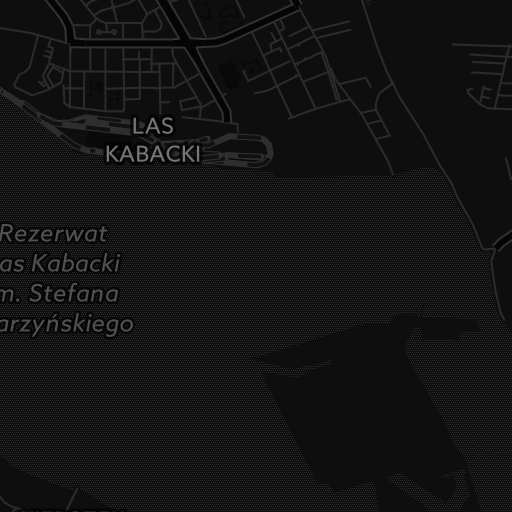 LAS
KABACKI
Rezerwat
as Kabacki
m. Stefana
arzyńskiego